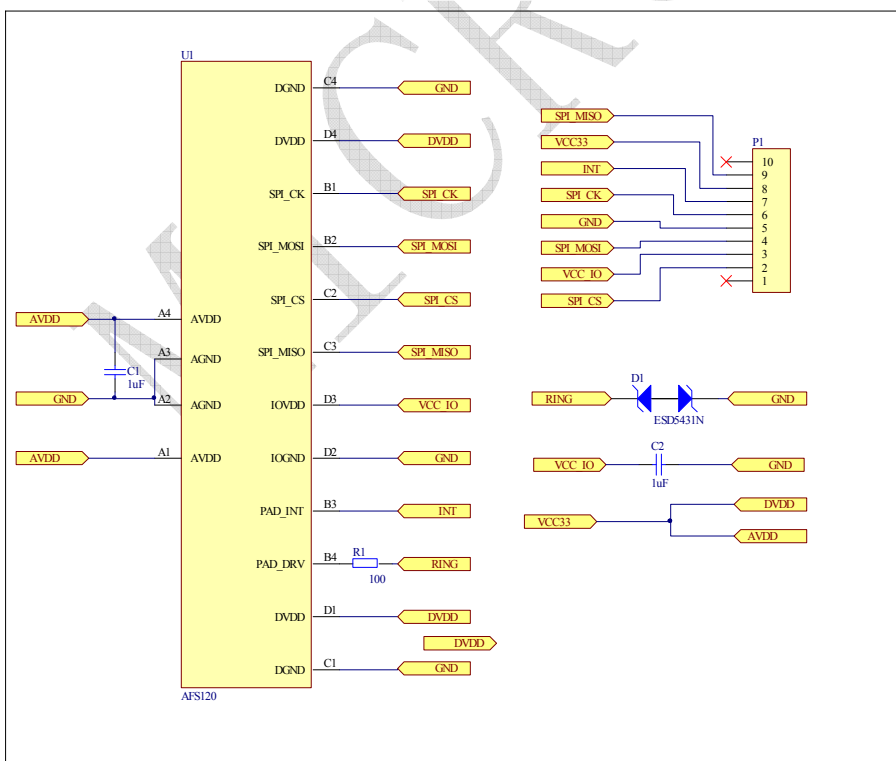 U1
DGND C4 GND
DVDD D4 DVDD
SPI_CK B1 SPI_CK
SPI_MOSI B2 SPI_MOSI
SPI_CS C2 SPI_CS
SPI_MISO C3 SPI_MISO
IOVDD D3 VCC_IO
IOGND D2 GND
PAD_INT B3 INT
PAD_DRV B4 R1 100 RING
DVDD D1 DVDD
DVDD
DGND C1 GND
AFS120
AVDD A4 AVDD
A3 AGND
C1
1uF
GND A2 AGND
AVDD A1 AVDD
P1
SPI_MISO
VCC33
INT
SPI_CK
GND
SPI_MOSI
VCC_IO
SPI_CS
10
9
8
7
6
5
4
3
2
1
D1
RING GND
ESD5431N
C2
VCC_IO GND
1uF
DVDD
VCC33
AVDD